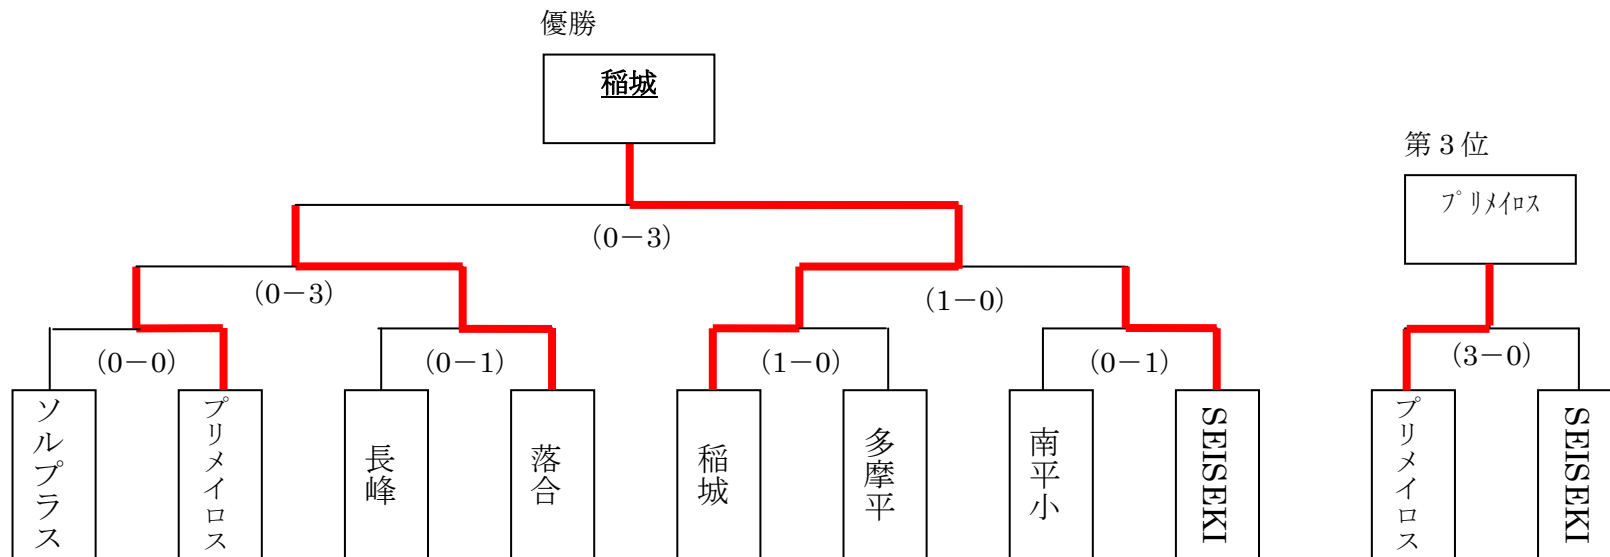 優勝
稲城
第3位
プリメイロス
(0－3)
(0－3)
(1－0)
(0－0)
(0－1)
(1－0)
(0－1)
(3－0)
ソルプラス
プリメイロス
長峰
落合
稲城
多摩平
南平小
SEISEKI
プリメイロス
SEISEKI